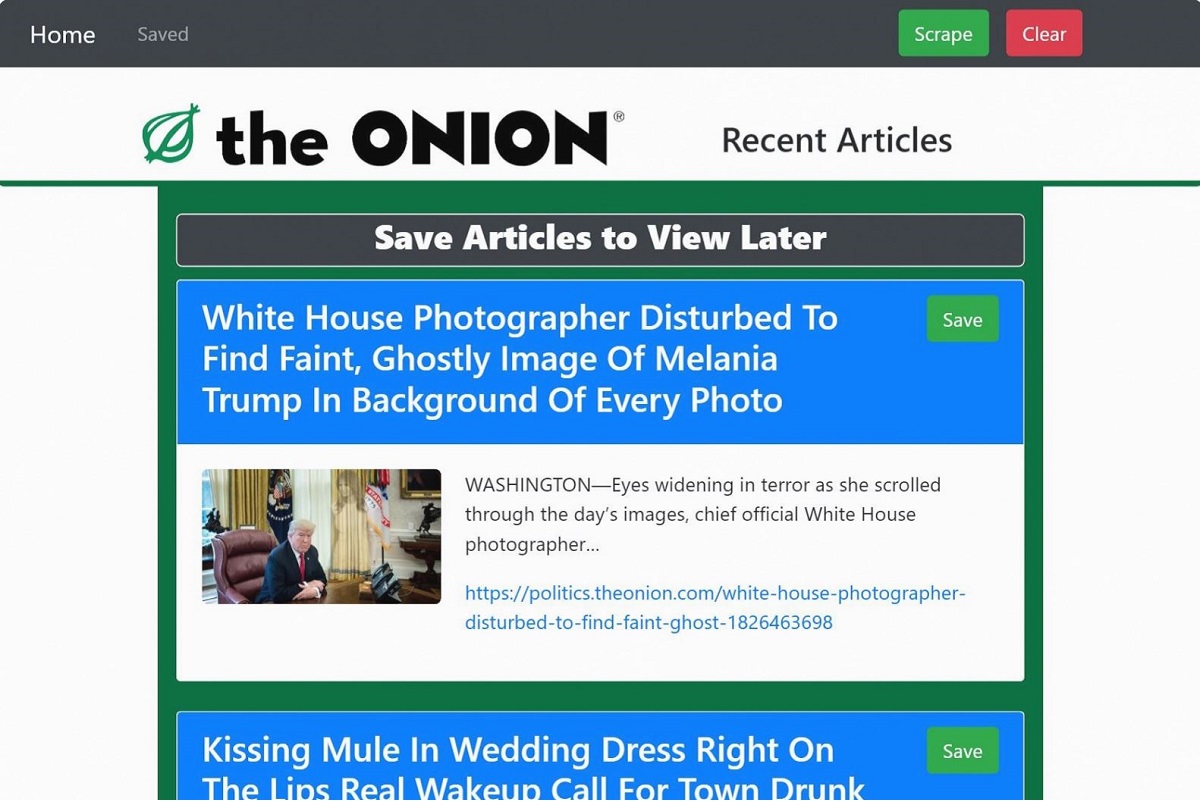 Home Saved Scrape Clear
the ONION® Recent Articles
Save Articles to View Later
White House Photographer Disturbed To
Find Faint, Ghostly Image Of Melania
Trump In Background Of Every Photo
Save
WASHINGTON—Eyes widening in terror as she scrolled
through the day’s images, chief official White House
photographer...
https://politics.theonion.com/white-house-photographer-
disturbed-to-find-faint-ghost-1826463698
Kissing Mule In Wedding Dress Right On
The Lips Real Wakeup Call For Town Drunk
Save